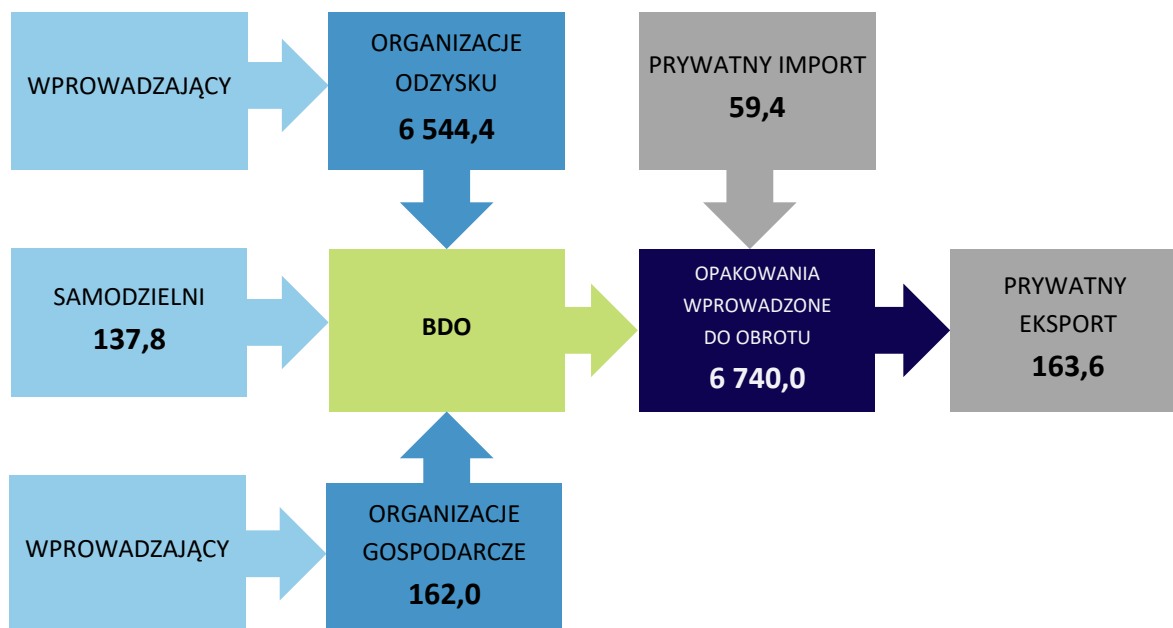 WPROWADZAJĄCY
ORGANIZACJE
ODZYSKU
6 544,4
PRYWATNY IMPORT
59,4
SAMODZIELNI
137,8
BDO
OPAKOWANIA
WPROWADZONE
DO OBROTU
6 740,0
PRYWATNY
EKSPORT
163,6
WPROWADZAJĄCY
ORGANIZACJE
GOSPODARCZE
162,0